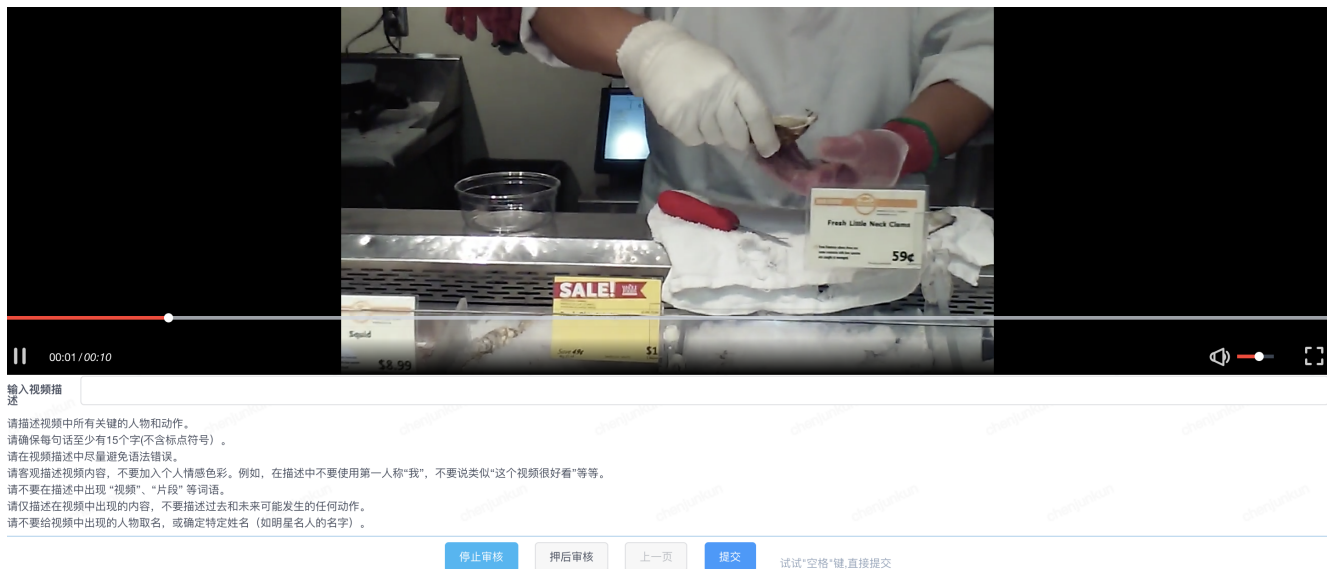 Fresh Little Neck Clams
59¢
SALE!
Squid
$8.99
$1
00:01 / 00:10
输入视频描
述
请描述视频中所有关键的人物和动作。
请确保每句话至少有15个字(不含标点符号）。
请在视频描述中尽量避免语法错误。
请客观描述视频内容，不要加入个人情感色彩。例如，在描述中不要使用第一人称“我”，不要说类似“这个视频很好看”等等。
请不要在描述中出现 “视频”、“片段” 等词语。
请仅描述在视频中出现的内容，不要描述过去和未来可能发生的任何动作。
请不要给视频中出现的人物取名，或确定特定姓名（如明星名人的名字）。
停止审核 押后审核 上一页 提交 试试"空格"键,直接提交